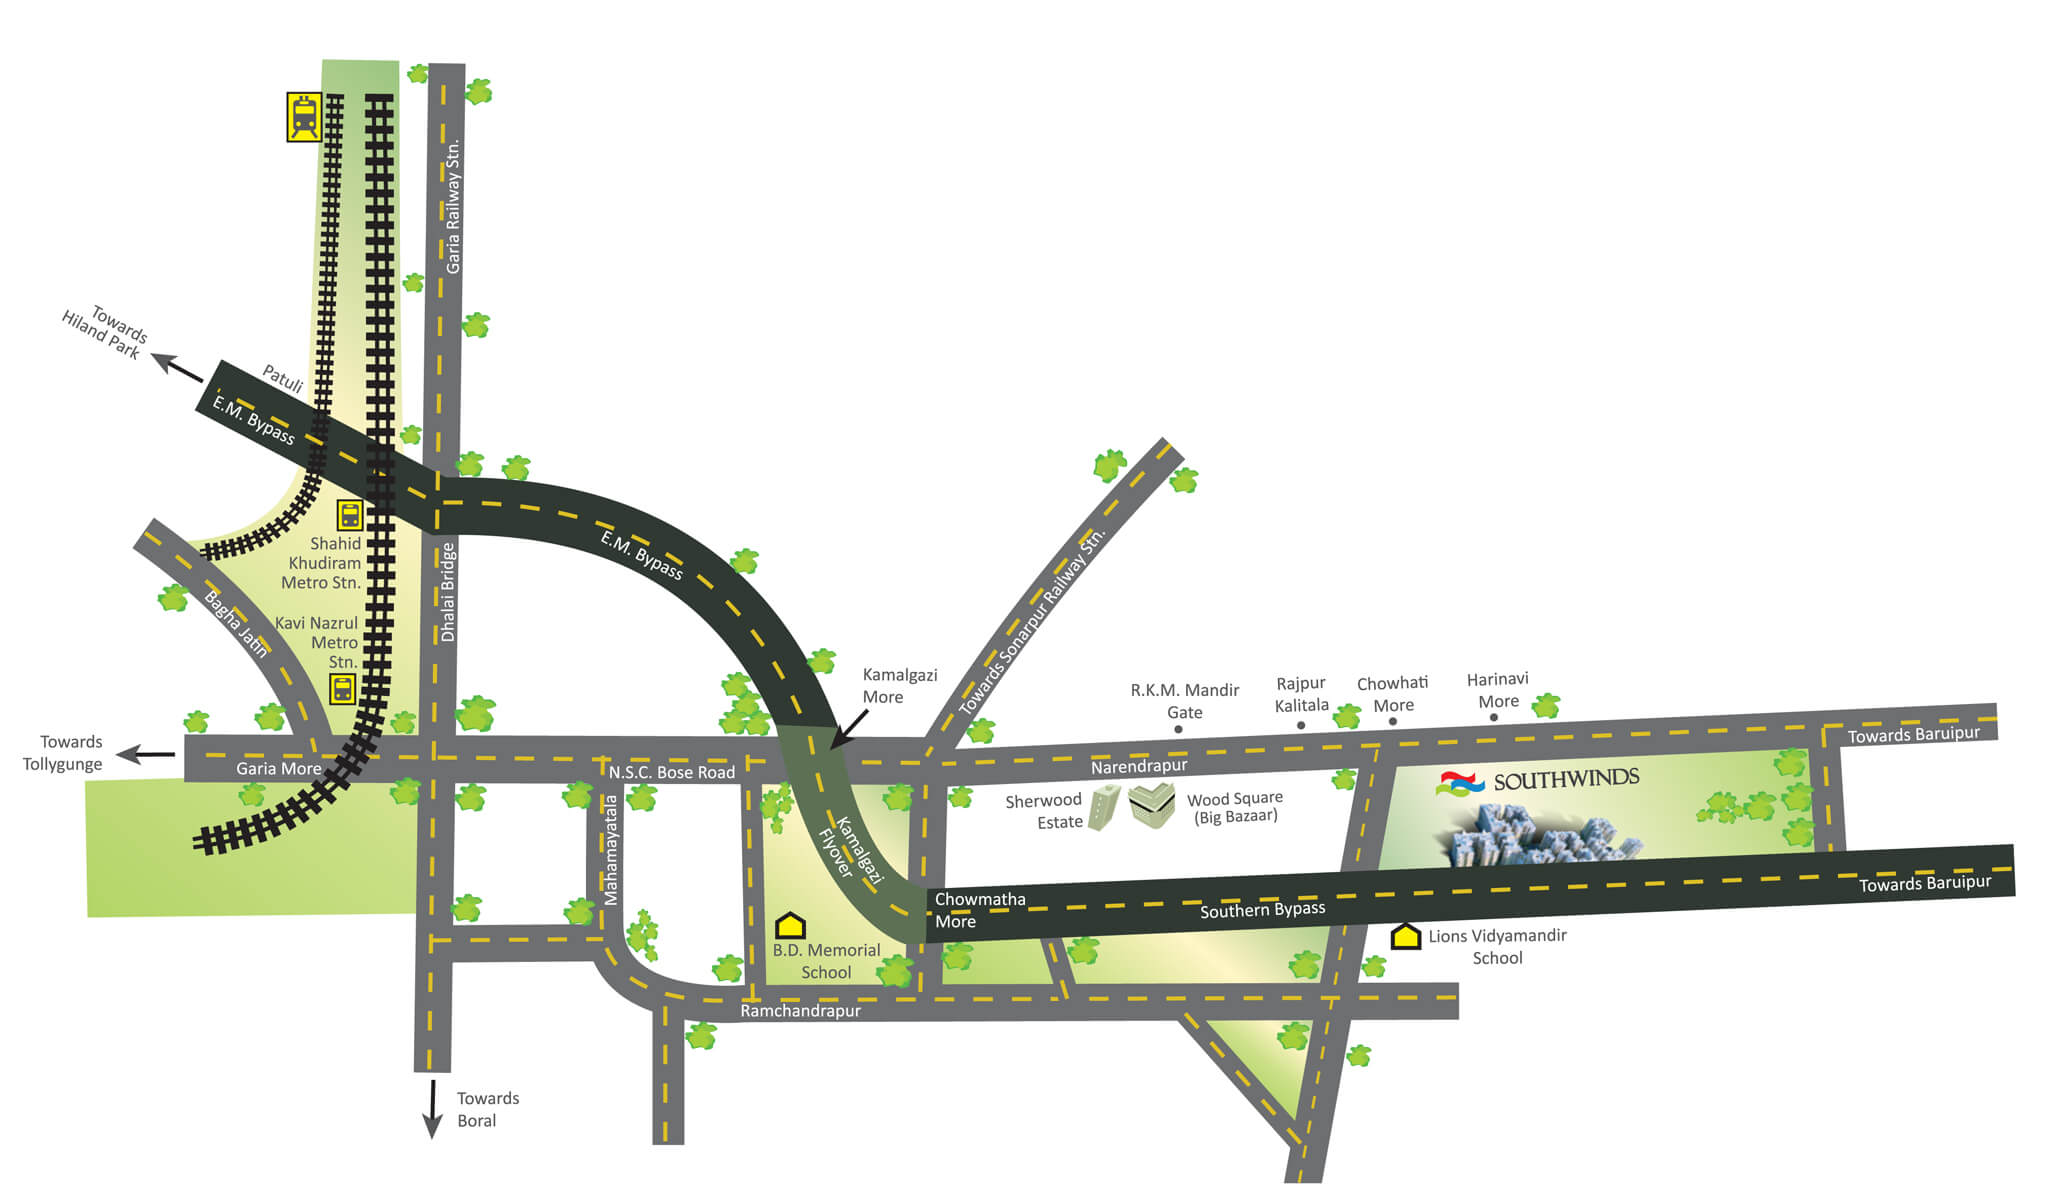 Garia Railway Stn.
Towards
Hiland Park
Patuli
E.M. Bypass
Shahid
Khudiram
Metro Stn.
Kavi Nazrul
Metro
Stn.
Bagha Jatin
Dhalai Bridge
E.M. Bypass
Towards Sonarpur Railway Stn.
Kamalgazi
More
R.K.M. Mandir
Gate
Rajpur
Kalitala
Chowhati
More
Harinavi
More
Towards
Tollygunge
Garia More
N.S.C. Bose Road
Narendrapur
Towards Baruipur
SOUTHWINDS
Sherwood
Estate
Wood Square
(Big Bazaar)
Mahamayatala
Kamalgazi
Flyover
Chowmatha
More
Southern Bypass
Towards Baruipur
B.D. Memorial
School
Lions Vidyamandir
School
Ramchandrapur
Towards
Boral